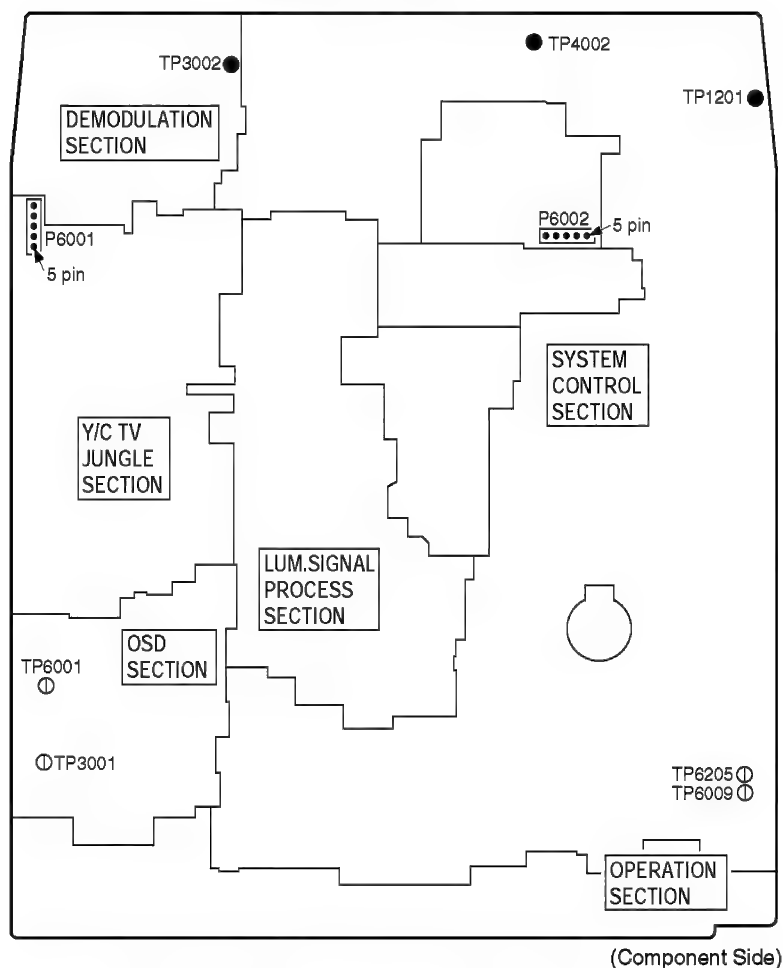 TP4002
TP3002
TP1201
DEMODULATION
SECTION
P6002
5 pin
P6001
5 pin
SYSTEM
CONTROL
SECTION
Y/C TV
JUNGLE
SECTION
LUM.SIGNAL
PROCESS
SECTION
OSD
SECTION
TP6001
TP3001
TP6205
TP6009
OPERATION
SECTION
(Component Side)